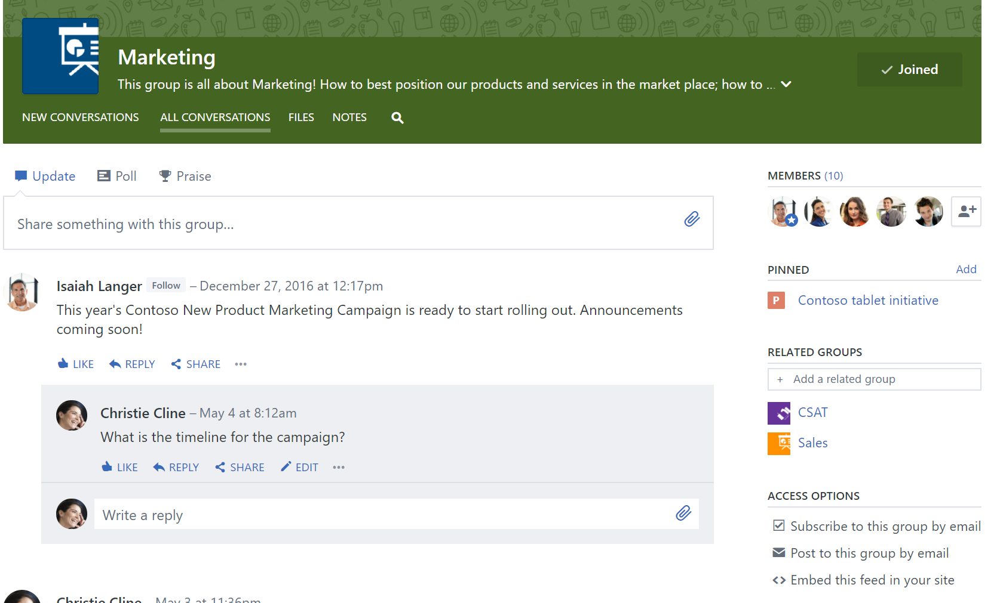 Marketing
This group is all about Marketing! How to best position our products and services in the market place; how to ...
Joined
NEW CONVERSATIONS ALL CONVERSATIONS FILES NOTES
Update Poll Praise
Share something with this group...
Isaiah Langer Follow – December 27, 2016 at 12:17pm
This year's Contoso New Product Marketing Campaign is ready to start rolling out. Announcements
coming soon!
LIKE REPLY SHARE •••
Christie Cline – May 4 at 8:12am
What is the timeline for the campaign?
LIKE REPLY SHARE EDIT •••
Write a reply
Christie Cline – May 3 at 11:36pm
MEMBERS (10)
PINNED Add
P Contoso tablet initiative
RELATED GROUPS
+ Add a related group
CSAT
Sales
ACCESS OPTIONS
Subscribe to this group by email
Post to this group by email
Embed this feed in your site